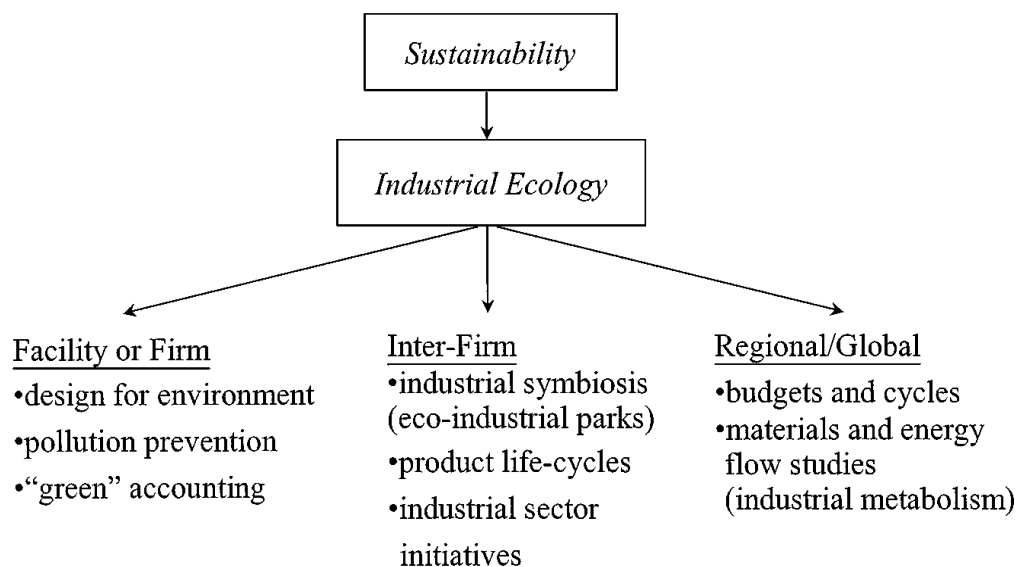 Sustainability
Industrial Ecology
Facility or Firm
•design for environment
•pollution prevention
•“green” accounting
Inter-Firm
•industrial symbiosis
(eco-industrial parks)
•product life-cycles
•industrial sector
initiatives
Regional/Global
•budgets and cycles
•materials and energy
flow studies
(industrial metabolism)